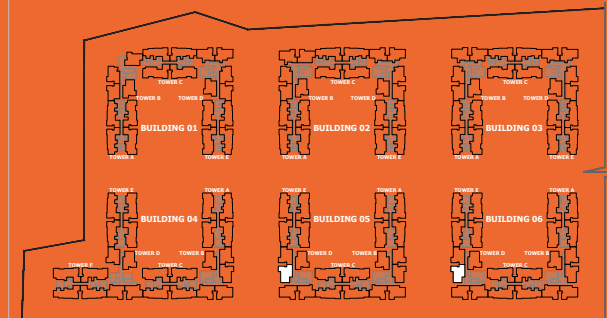 TOWER C TOWER C TOWER C
TOWER B TOWER D TOWER B TOWER D TOWER B TOWER D
BUILDING 01 BUILDING 02 BUILDING 03
TOWER A TOWER E TOWER A TOWER E TOWER A TOWER E
TOWER E TOWER A TOWER E TOWER A TOWER E TOWER A
BUILDING 04 BUILDING 05 BUILDING 06
TOWER D TOWER B TOWER D TOWER B TOWER D TOWER B
TOWER F TOWER C TOWER C TOWER C